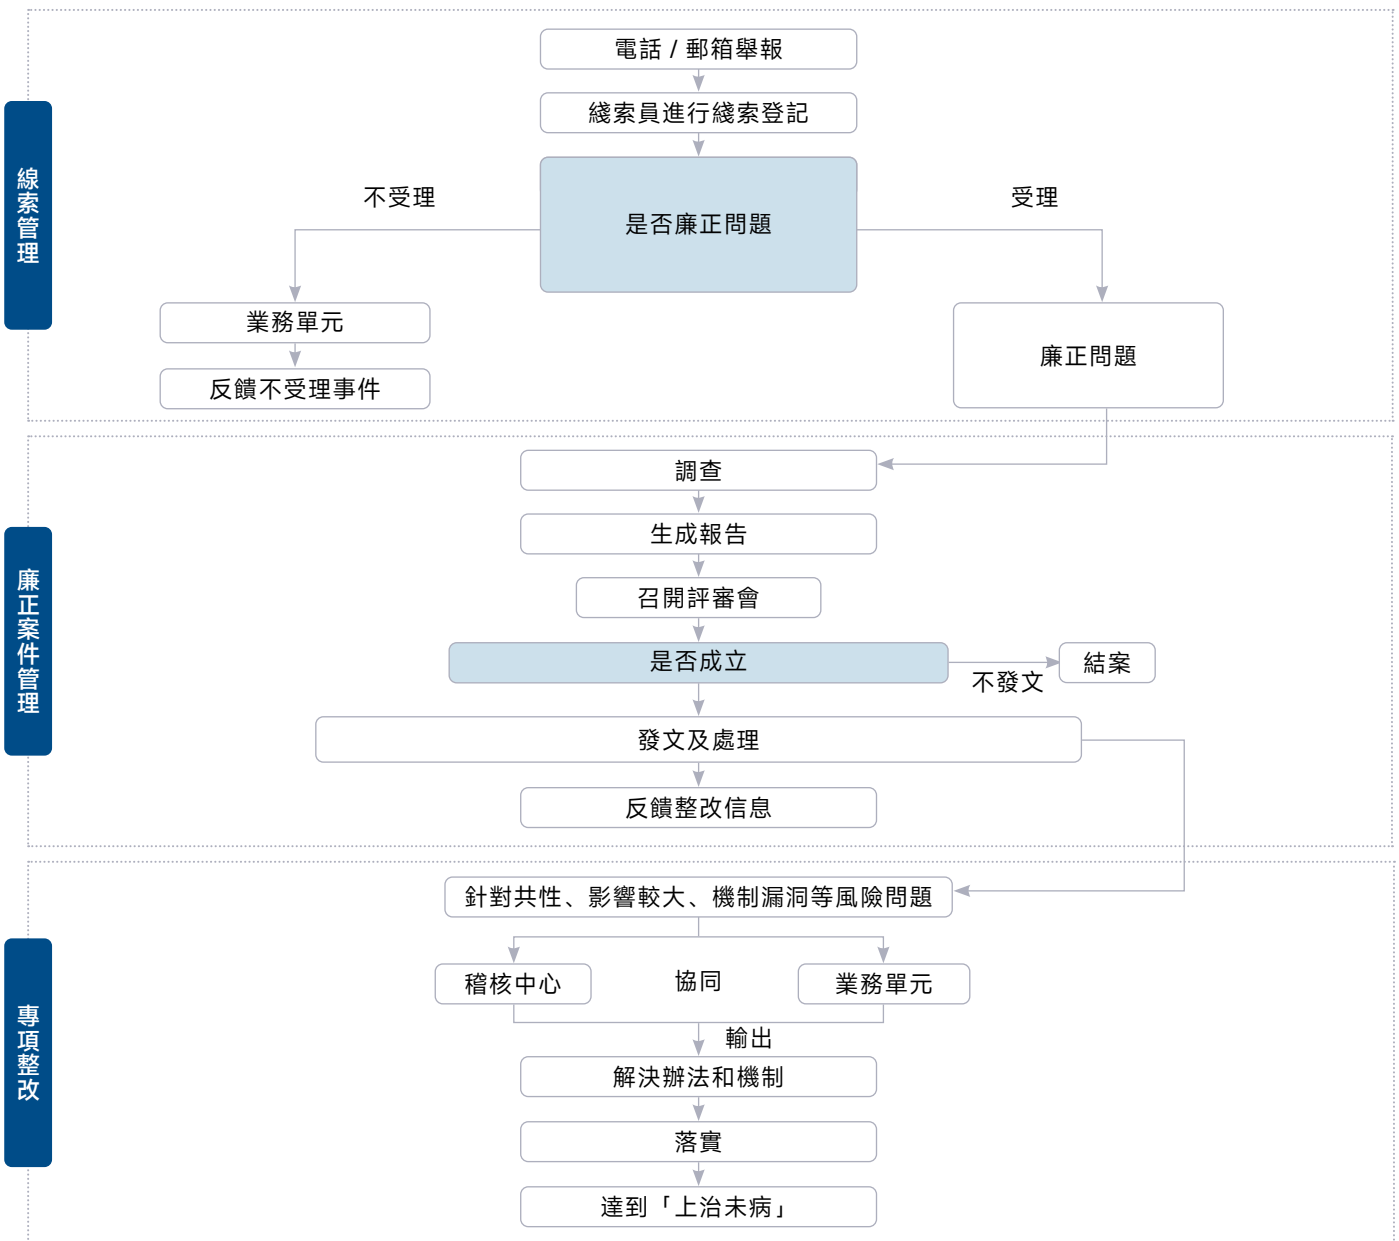 線索管理
電話 / 郵箱舉報
綫索員進行綫索登記
不受理
是否廉正問題
受理
業務單元
反饋不受理事件
廉正問題
廉正案件管理
調查
生成報告
召開評審會
是否成立
不發文
結案
發文及處理
反饋整改信息
專項整改
針對共性、影響較大、機制漏洞等風險問題
稽核中心
協同
業務單元
輸出
解決辦法和機制
落實
達到「上治未病」